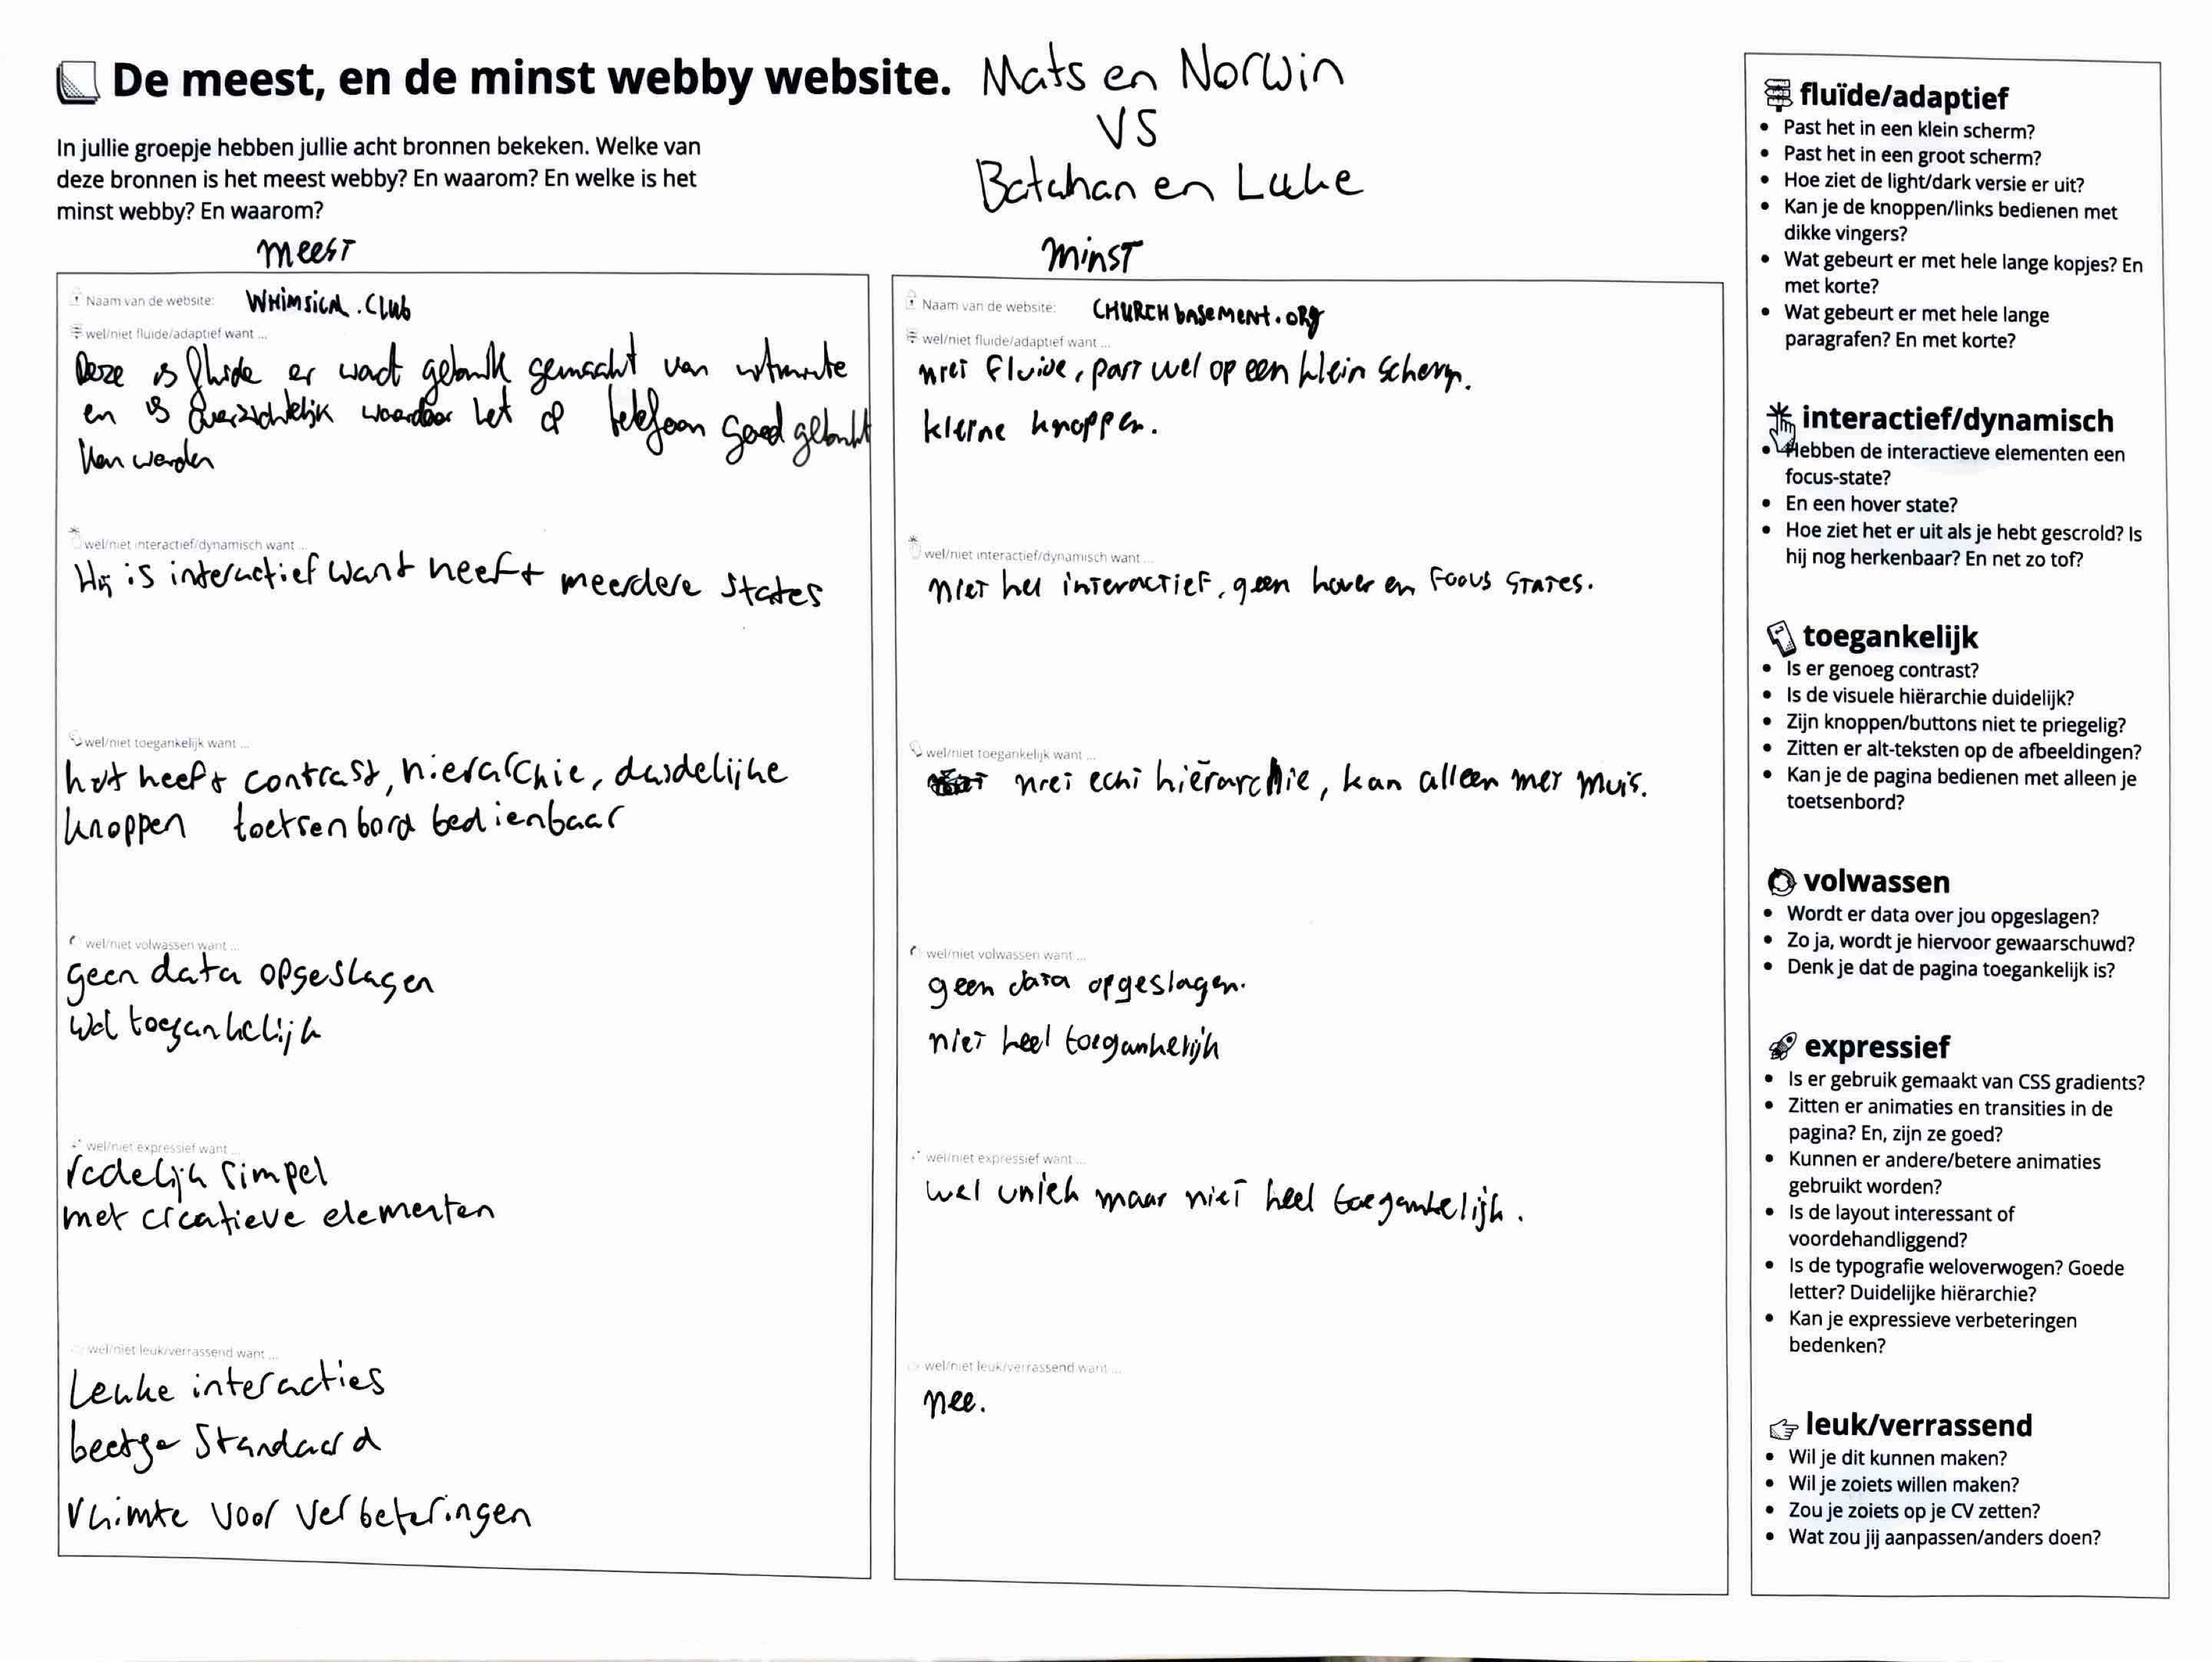 De meest, en de minst webby website. Mats en Norwin
VS
Batuhan en Luke
In jullie groepje hebben jullie acht bronnen bekeken. Welke van
deze bronnen is het meest webby? En waarom? En welke is het
minst webby? En waarom?
meest
Naam van de website: WHimsical.Club
wel/niet fluide/adaptief want ...
Deze is fluide er wordt gebruik gemaakt van
en is overzichtelijk waardoor het op telefoon goed gebruikt
kan worden
wel/niet interactief/dynamisch want ...
Hij is interactief want heeft meerdere states
wel/niet toegankelijk want ...
het heeft contrast, hierarchie, duidelijke
knoppen toetsenbord bedienbaar
wel/niet volwassen want ...
geen data opgeslagen
wel toegankelijk
wel/niet expressief want ...
redelijk simpel
met creatieve elementen
wel/niet leuk/verrassend want ...
Leuke interacties
beetje Standaard
ruimte voor verbeteringen
minst
Naam van de website: CHURCHbasement.org
wel/niet fluide/adaptief want ...
niet fluide, past wel op een klein scherm.
kleine knoppen.
wel/niet interactief/dynamisch want ...
niet heel interactief, geen hover en Focus States.
wel/niet toegankelijk want ...
niet echt hiërarchie, kan alleen met muis.
wel/niet volwassen want ...
geen data opgeslagen.
niet heel toegankelijk
wel/niet expressief want ...
wel uniek maar niet heel toegankelijk.
wel/niet leuk/verrassend want ...
nee.
fluïde/adaptief
• Past het in een klein scherm?
• Past het in een groot scherm?
• Hoe ziet de light/dark versie er uit?
• Kan je de knoppen/links bedienen met
dikke vingers?
• Wat gebeurt er met hele lange kopjes? En
met korte?
• Wat gebeurt er met hele lange
paragrafen? En met korte?
interactief/dynamisch
• Hebben de interactieve elementen een
focus-state?
• En een hover state?
• Hoe ziet het er uit als je hebt gescrold? Is
hij nog herkenbaar? En net zo tof?
toegankelijk
• Is er genoeg contrast?
• Is de visuele hiërarchie duidelijk?
• Zijn knoppen/buttons niet te priegelig?
• Zitten er alt-teksten op de afbeeldingen?
• Kan je de pagina bedienen met alleen je
toetsenbord?
volwassen
• Wordt er data over jou opgeslagen?
• Zo ja, wordt je hiervoor gewaarschuwd?
• Denk je dat de pagina toegankelijk is?
expressief
• Is er gebruik gemaakt van CSS gradients?
• Zitten er animaties en transities in de
pagina? En, zijn ze goed?
• Kunnen er andere/betere animaties
gebruikt worden?
• Is de layout interessant of
voordehandliggend?
• Is de typografie weloverwogen? Goede
letter? Duidelijke hiërarchie?
• Kan je expressieve verbeteringen
bedenken?
leuk/verrassend
• Wil je dit kunnen maken?
• Wil je zoiets willen maken?
• Zou je zoiets op je CV zetten?
• Wat zou jij aanpassen/anders doen?